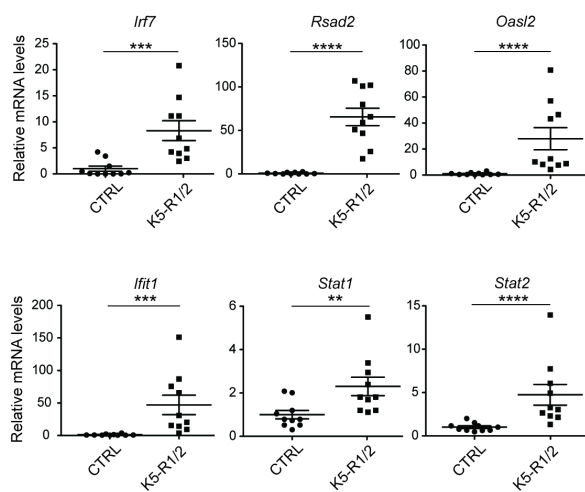 Irf7
Rsad2
Oasl2
***
****
****
Relative mRNA levels
25
20
15
10
5
0
150
100
50
0
100
80
60
40
20
0
CTRL
K5-R1/2
CTRL
K5-R1/2
CTRL
K5-R1/2
Ifit1
Stat1
Stat2
***
**
****
Relative mRNA levels
200
150
100
50
0
6
4
2
0
15
10
5
0
CTRL
K5-R1/2
CTRL
K5-R1/2
CTRL
K5-R1/2